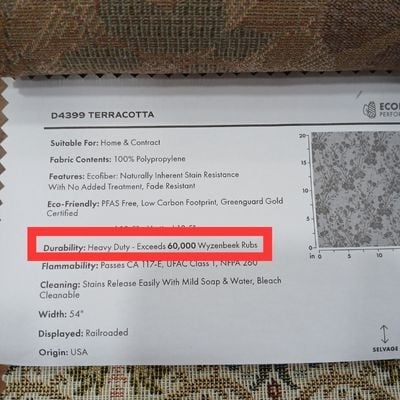 D4399 TERRACOTTA
Suitable For: Home & Contract
Fabric Contents: 100% Polypropylene
Features: Ecofiber: Naturally Inherent Stain Resistance
With No Added Treatment, Fade Resistant
Eco-Friendly: PFAS Free, Low Carbon Footprint, Greenguard Gold
Certified
Durability: Heavy Duty - Exceeds 60,000 Wyzenbeek Rubs
Flammability: Passes CA 117-E, UFAC Class 1, NFPA 260
Cleaning: Stains Release Easily With Mild Soap & Water, Bleach
Cleanable
Width: 54"
Displayed: Railroaded
Origin: USA
ECOFI
PERFORM
20
15
10
5
0
in 0 5 10
SELVAGE